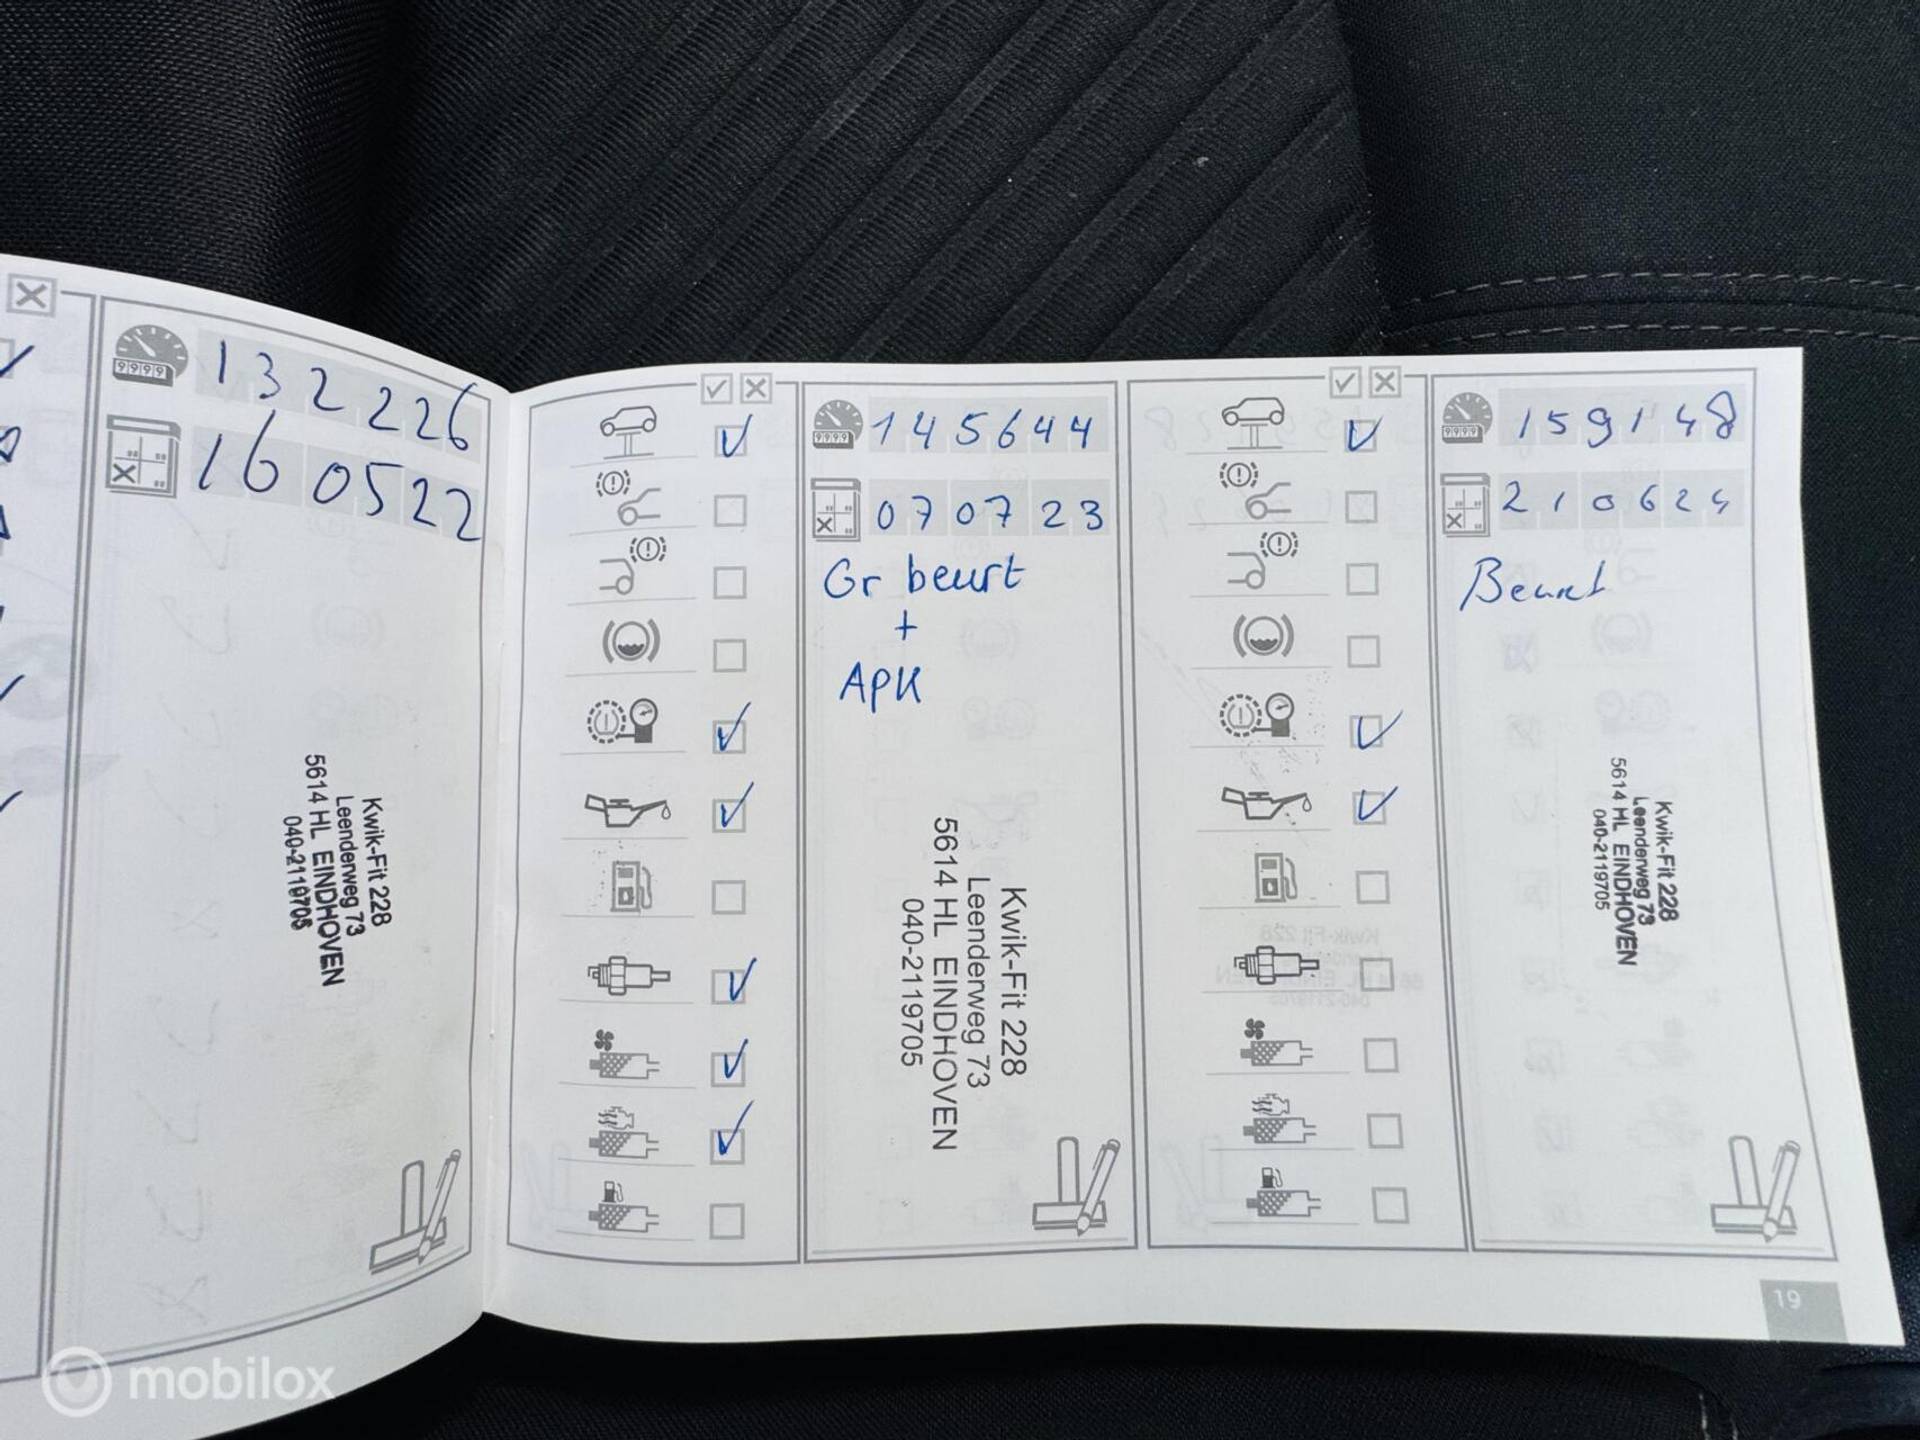 132226
160522
Kwik-Fit 228
Leenderweg 73
5614 HL EINDHOVEN
040-2119705
145644
070723
Gr beurt
+
APK
Kwik-Fit 228
Leenderweg 73
5614 HL EINDHOVEN
040-2119705
159148
210624
Beurt
Kwik-Fit 228
Leenderweg 73
5614 HL EINDHOVEN
040-2119705
19
mobilox